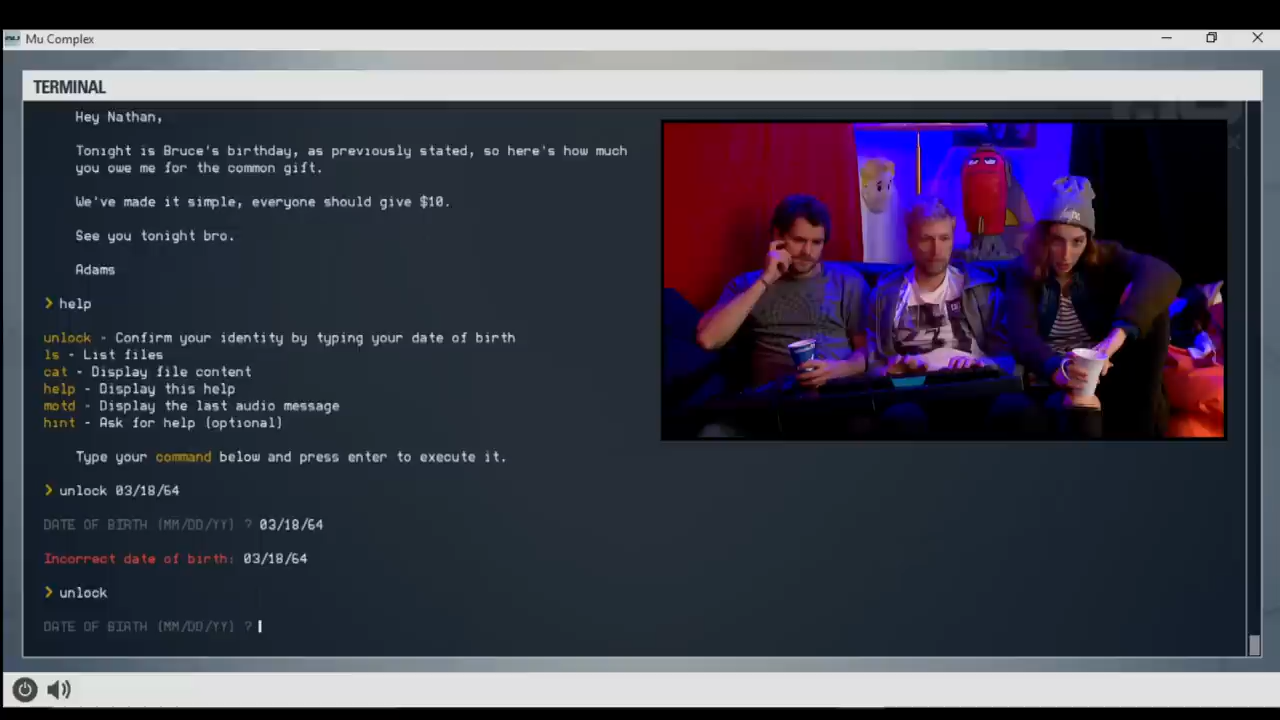 Mu Complex
TERMINAL
Hey Nathan,
Tonight is Bruce's birthday, as previously stated, so here's how much
you owe me for the common gift.
We've made it simple, everyone should give $10.
See you tonight bro.
Adams
> help
unlock - Confirm your identity by typing your date of birth
ls - List files
cat - Display file content
help - Display this help
motd - Display the last audio message
hint - Ask for help (optional)
Type your command below and press enter to execute it.
> unlock 03/18/64
DATE OF BIRTH (MM/DD/YY) ? 03/18/64
Incorrect date of birth: 03/18/64
> unlock
DATE OF BIRTH (MM/DD/YY) ?